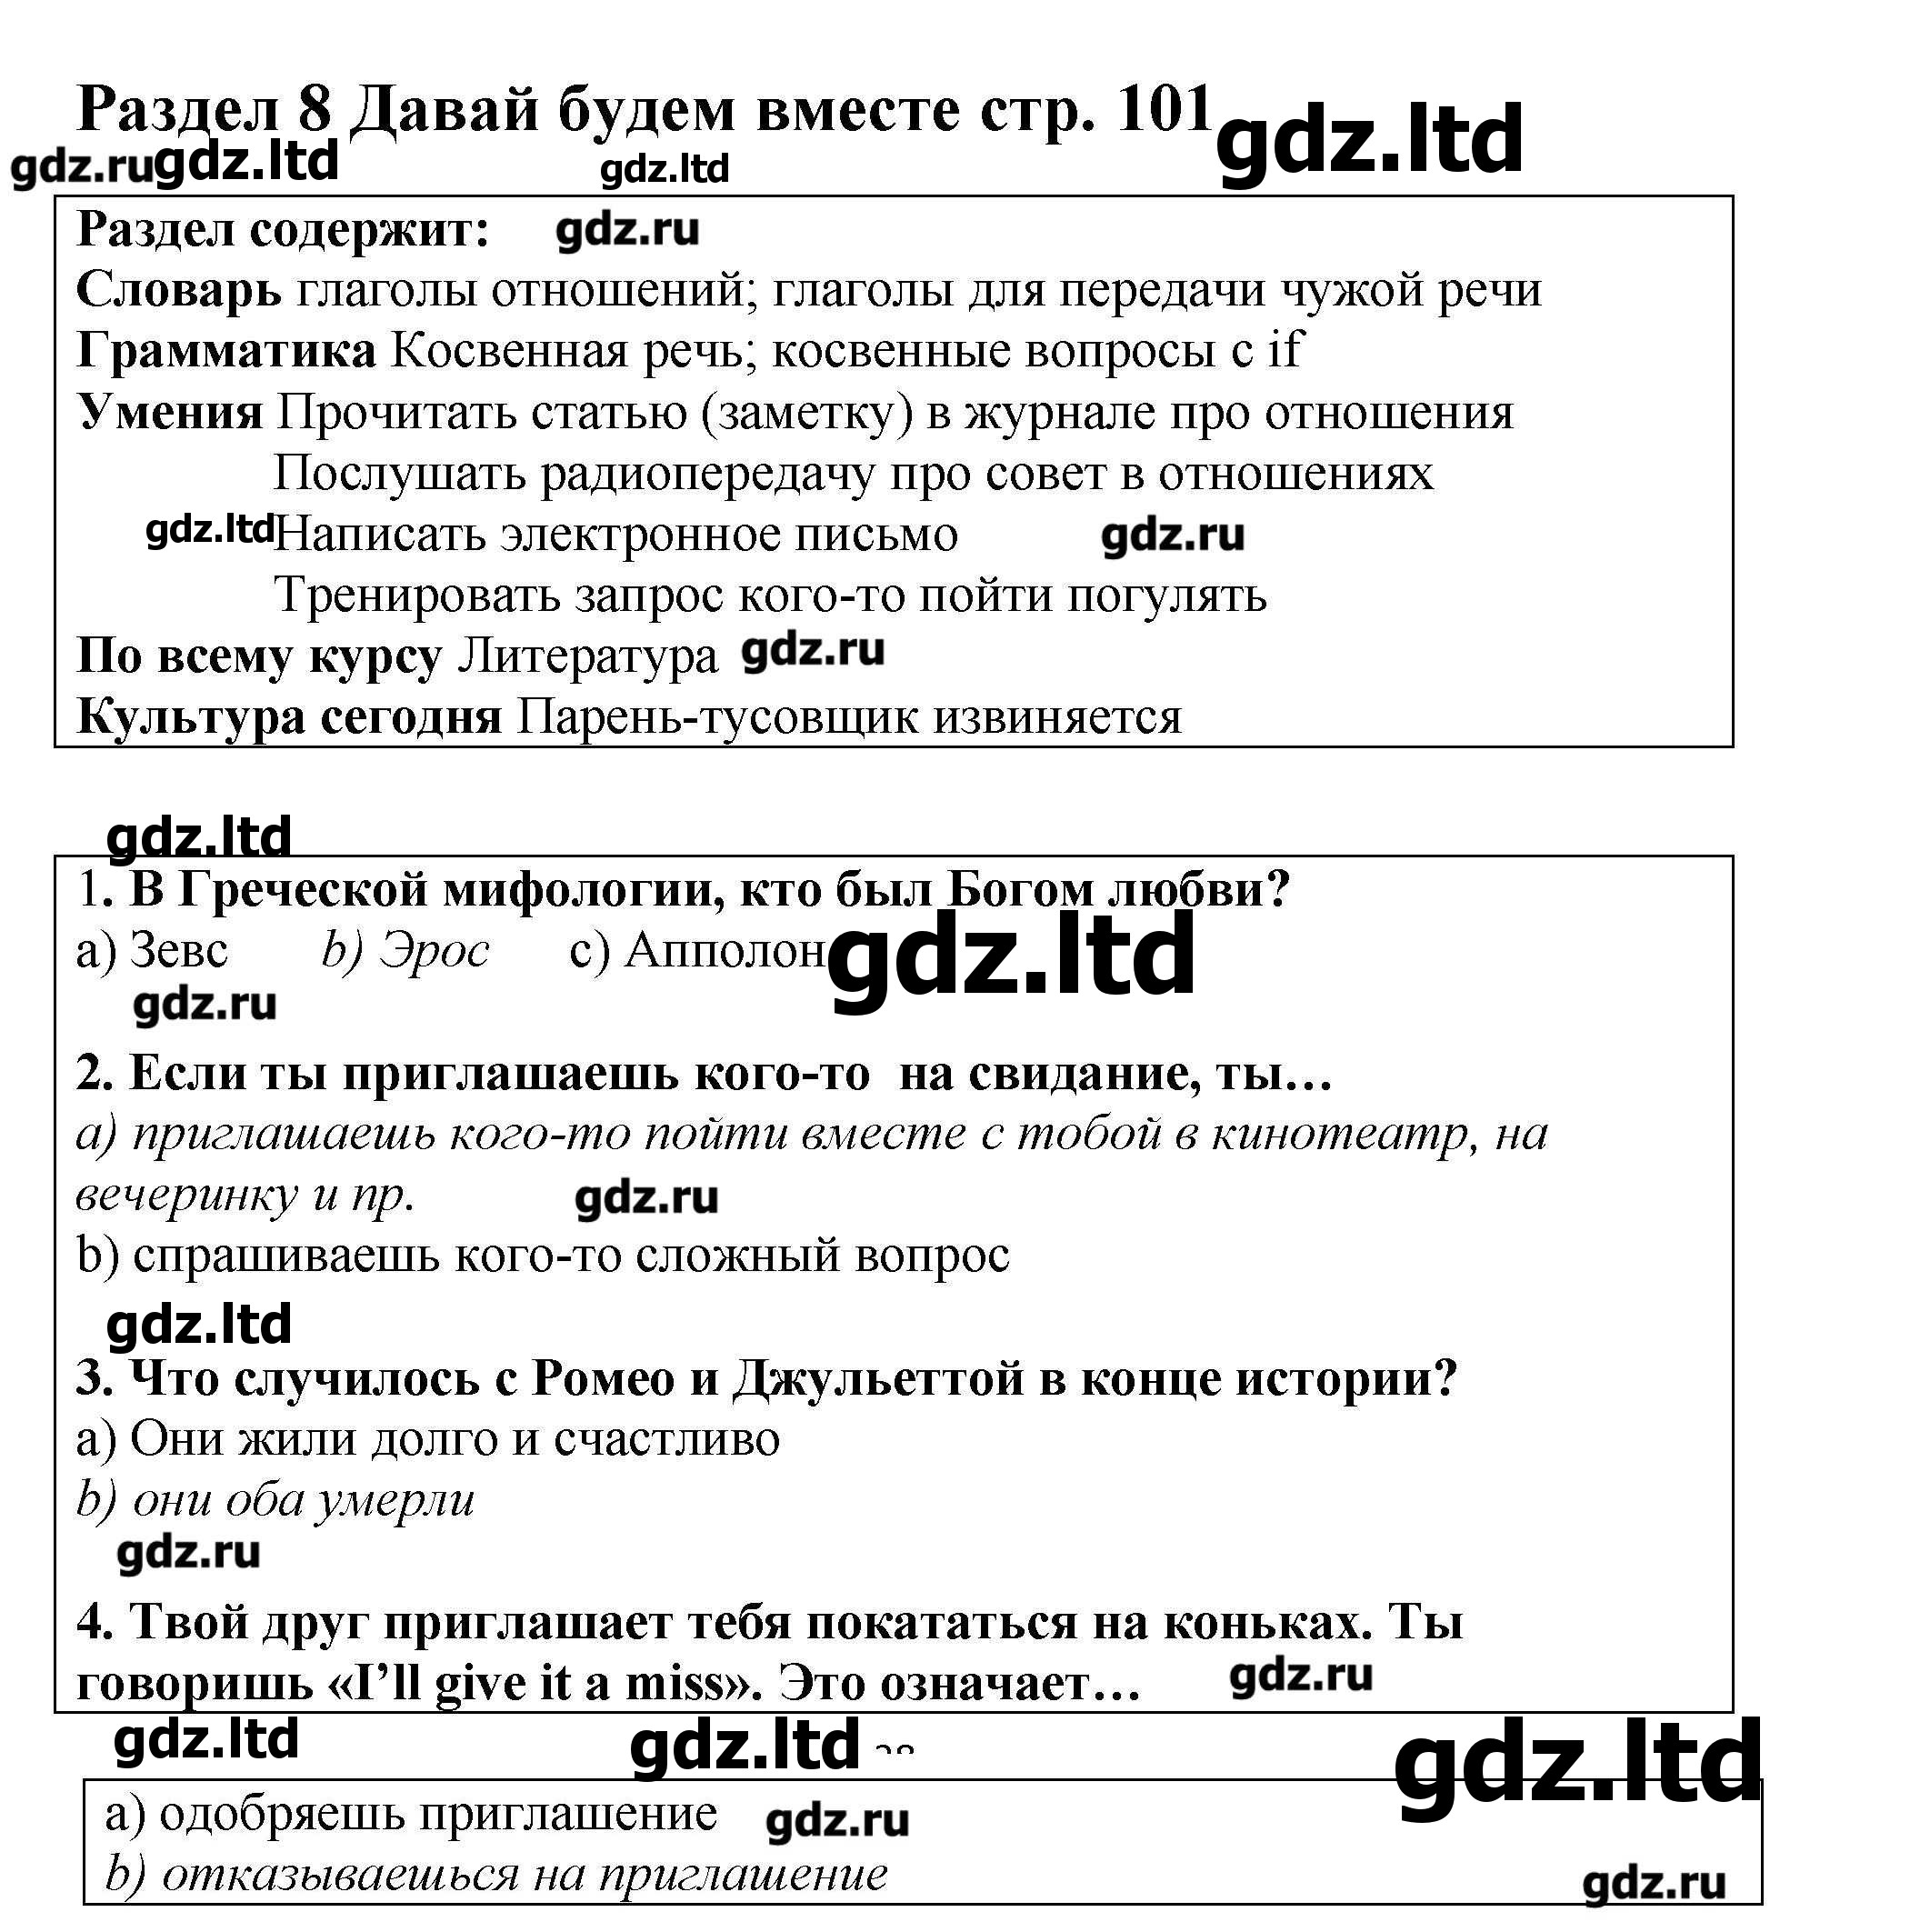 Раздел 8 Давай будем вместе стр. 101
gdz.ltd
gdz.ru
gdz.ltd
gdz.ltd
Раздел содержит:
gdz.ru
Словарь глаголы отношений; глаголы для передачи чужой речи
Грамматика Косвенная речь; косвенные вопросы с if
Умения Прочитать статью (заметку) в журнале про отношения
Послушать радиопередачу про совет в отношениях
gdz.ltd
Написать электронное письмо
gdz.ru
Тренировать запрос кого-то пойти погулять
По всему курсу Литература
gdz.ru
Культура сегодня Парень-тусовщик извиняется
gdz.ltd
1. В Греческой мифологии, кто был Богом любви?
a) Зевс b) Эрос c) Апполон
gdz.ltd
gdz.ru
2. Если ты приглашаешь кого-то на свидание, ты…
a) приглашаешь кого-то пойти вместе с тобой в кинотеатр, на
вечеринку и пр.
gdz.ru
b) спрашиваешь кого-то сложный вопрос
gdz.ltd
3. Что случилось с Ромео и Джульеттой в конце истории?
a) Они жили долго и счастливо
b) они оба умерли
gdz.ru
4. Твой друг приглашает тебя покататься на коньках. Ты
говоришь «I’ll give it a miss». Это означает…
gdz.ru
gdz.ltd
gdz.ltd
gdz.ltd
a) одобряешь приглашение
gdz.ru
b) отказываешься на приглашение
gdz.ru